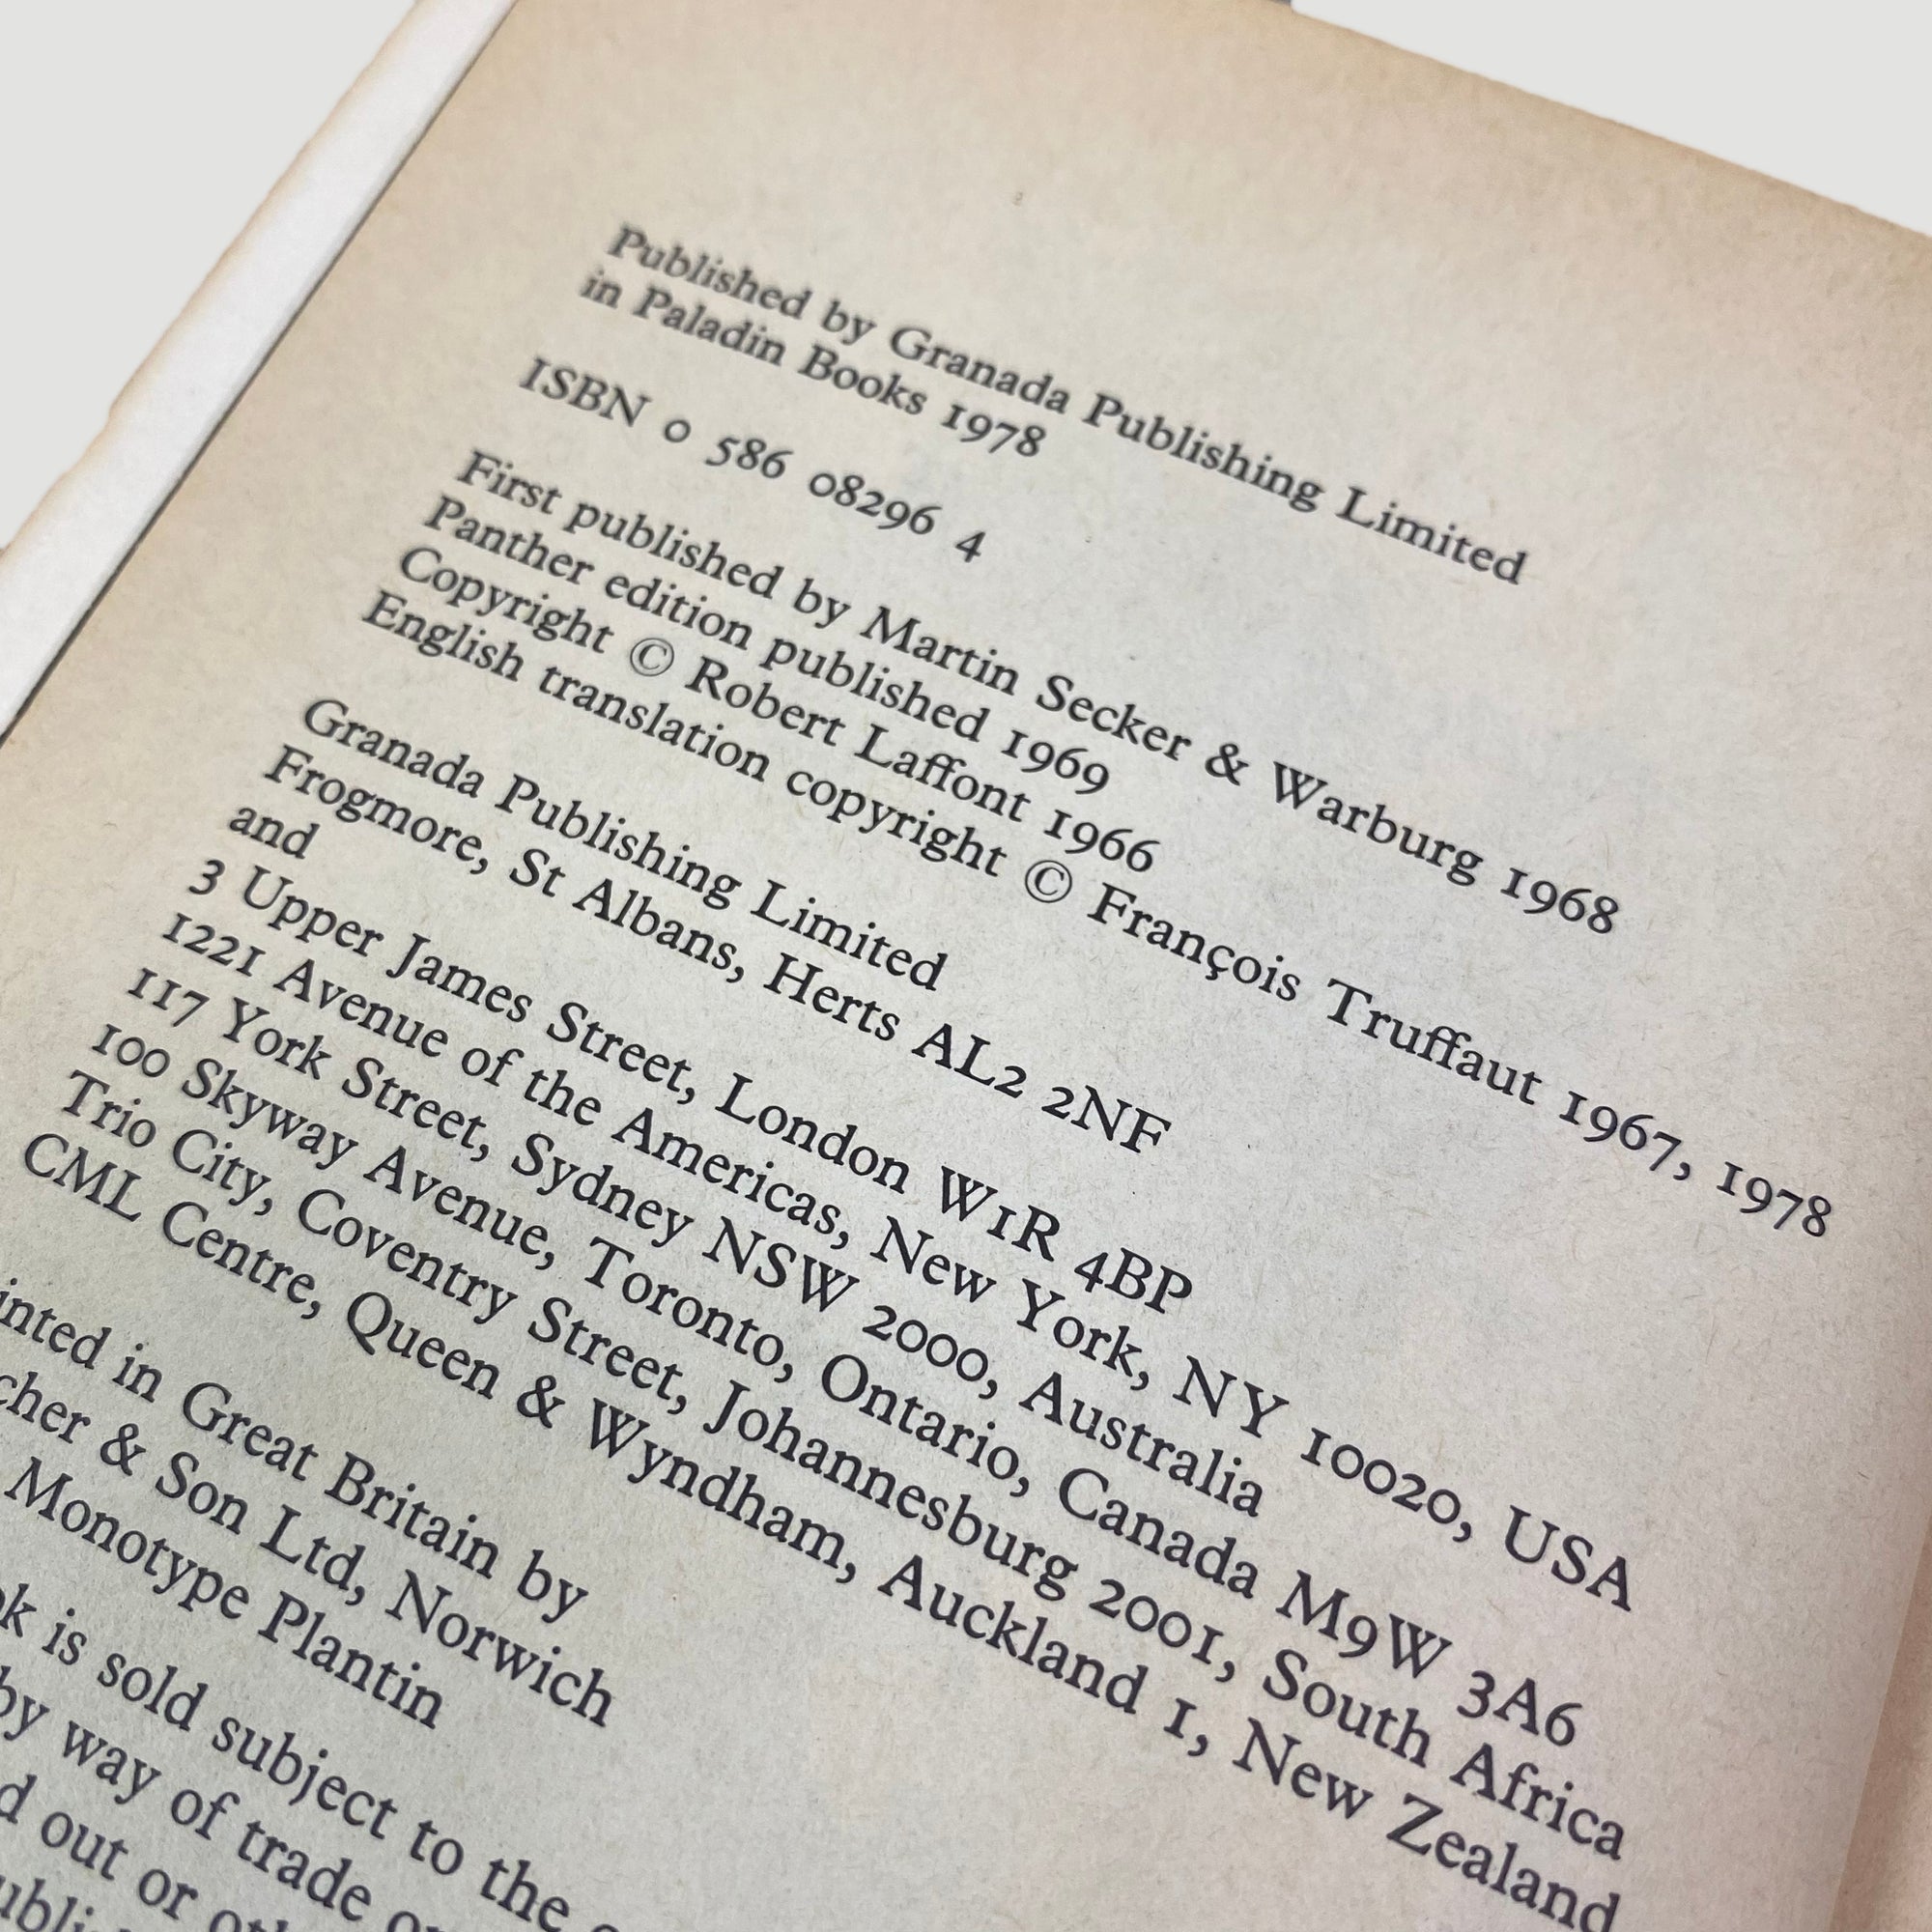 Published by Granada Publishing Limited
in Paladin Books 1978
ISBN 0 586 08296 4
First published by Martin Secker & Warburg 1968
Panther edition published 1969
Copyright © Robert Laffont 1966
English translation copyright © François Truffaut 1967, 1978
Granada Publishing Limited
Frogmore, St Albans, Herts AL2 2NF
and
3 Upper James Street, London W1R 4BP
1221 Avenue of the Americas, New York, NY 10020, USA
117 York Street, Sydney NSW 2000, Australia
100 Skyway Avenue, Toronto, Ontario, Canada M9W 3A6
Trio City, Coventry Street, Johannesburg 2001, South Africa
CML Centre, Queen & Wyndham, Auckland 1, New Zealand
inted in Great Britain by
cher & Son Ltd, Norwich
Monotype Plantin
is sold subject to the
by way of trade
out or